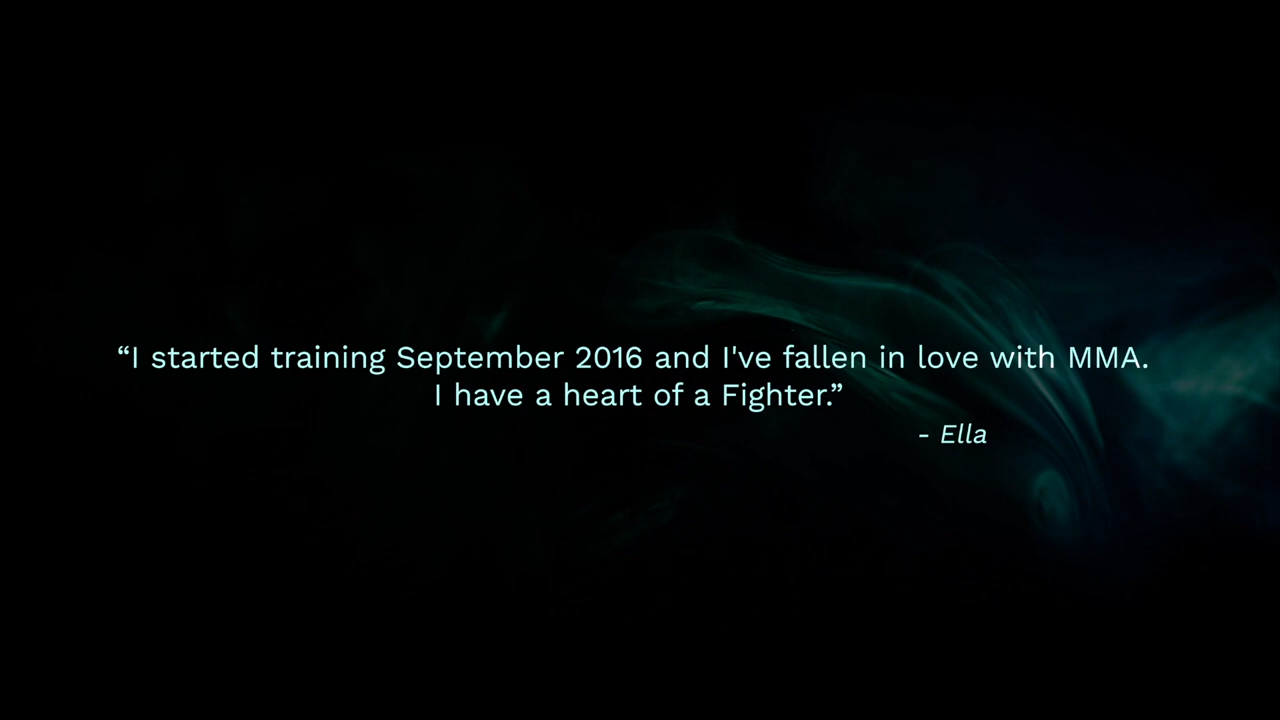 “I started training September 2016 and I've fallen in love with MMA.
I have a heart of a Fighter.”
- Ella